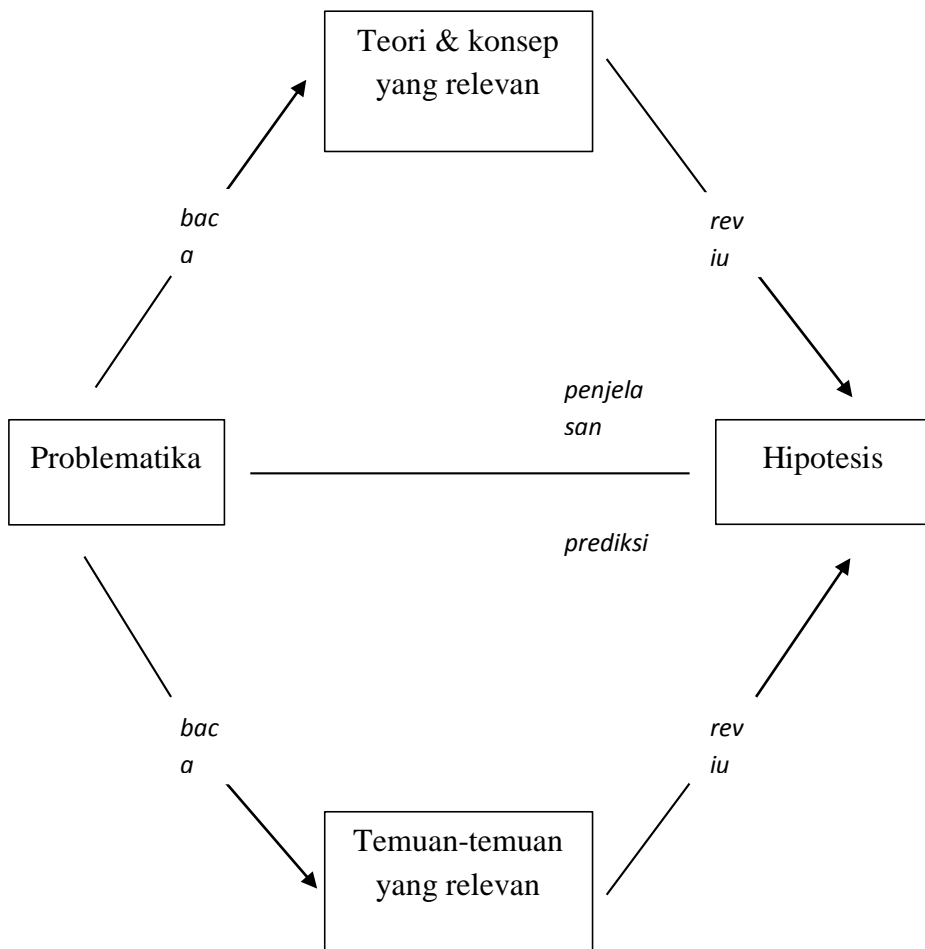 Teori & konsep
yang relevan
bac
a
rev
iu
penjela
san
Problematika
Hipotesis
prediksi
bac
a
rev
iu
Temuan-temuan
yang relevan